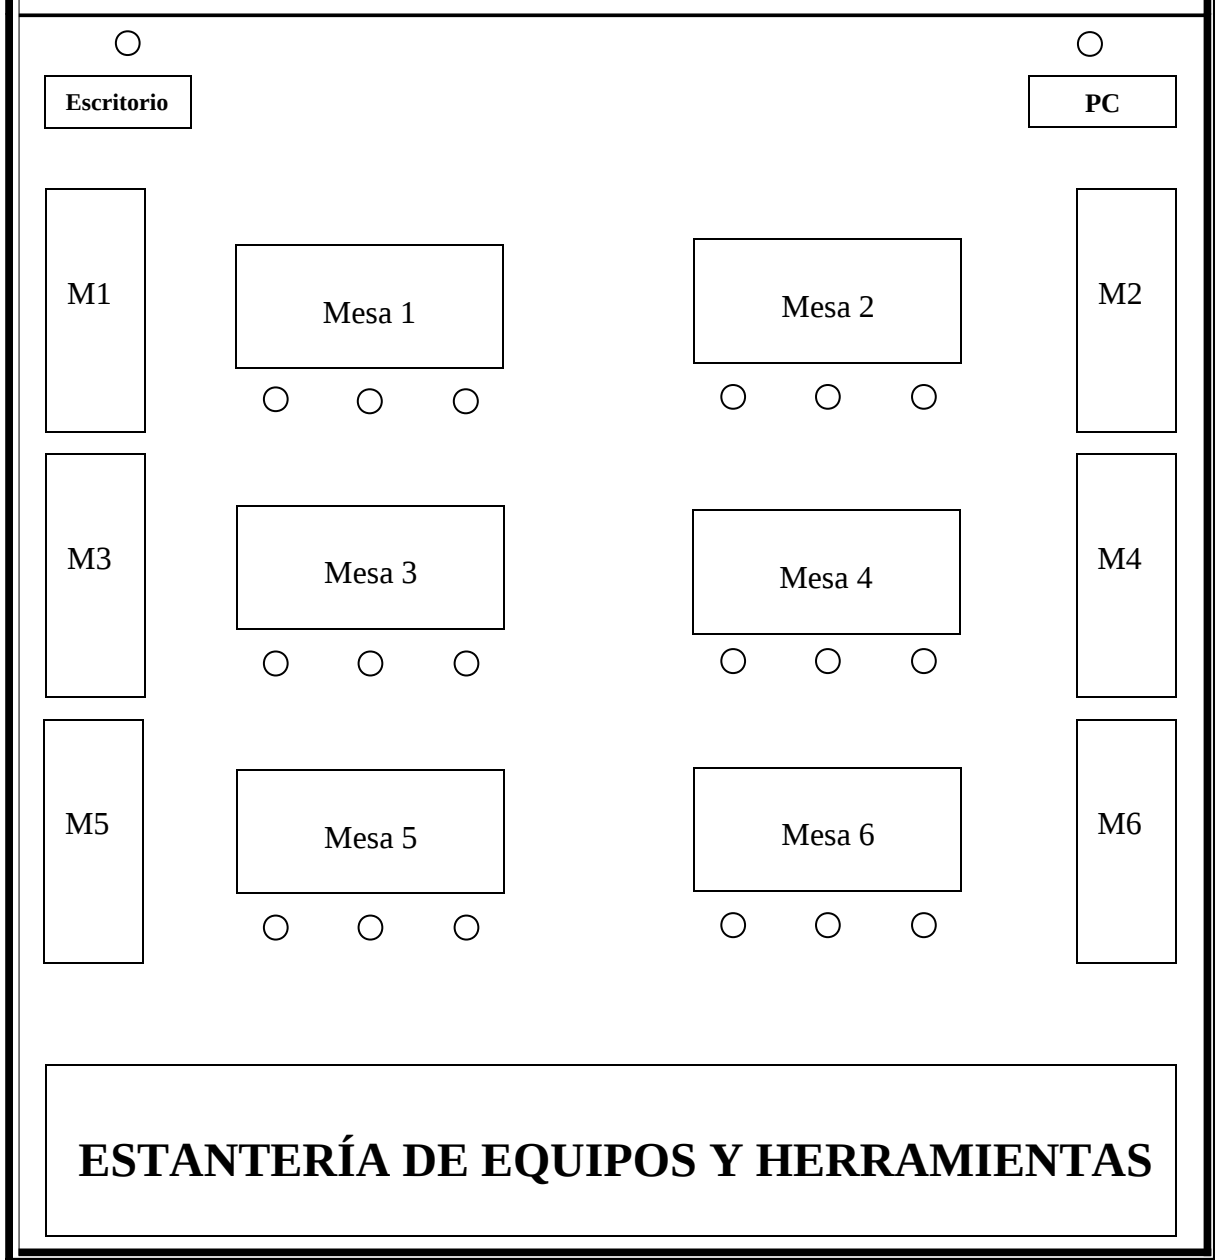 Escritorio
PC
M1
Mesa 1
Mesa 2
M2
M3
Mesa 3
Mesa 4
M4
M5
Mesa 5
Mesa 6
M6
ESTANTERÍA DE EQUIPOS Y HERRAMIENTAS